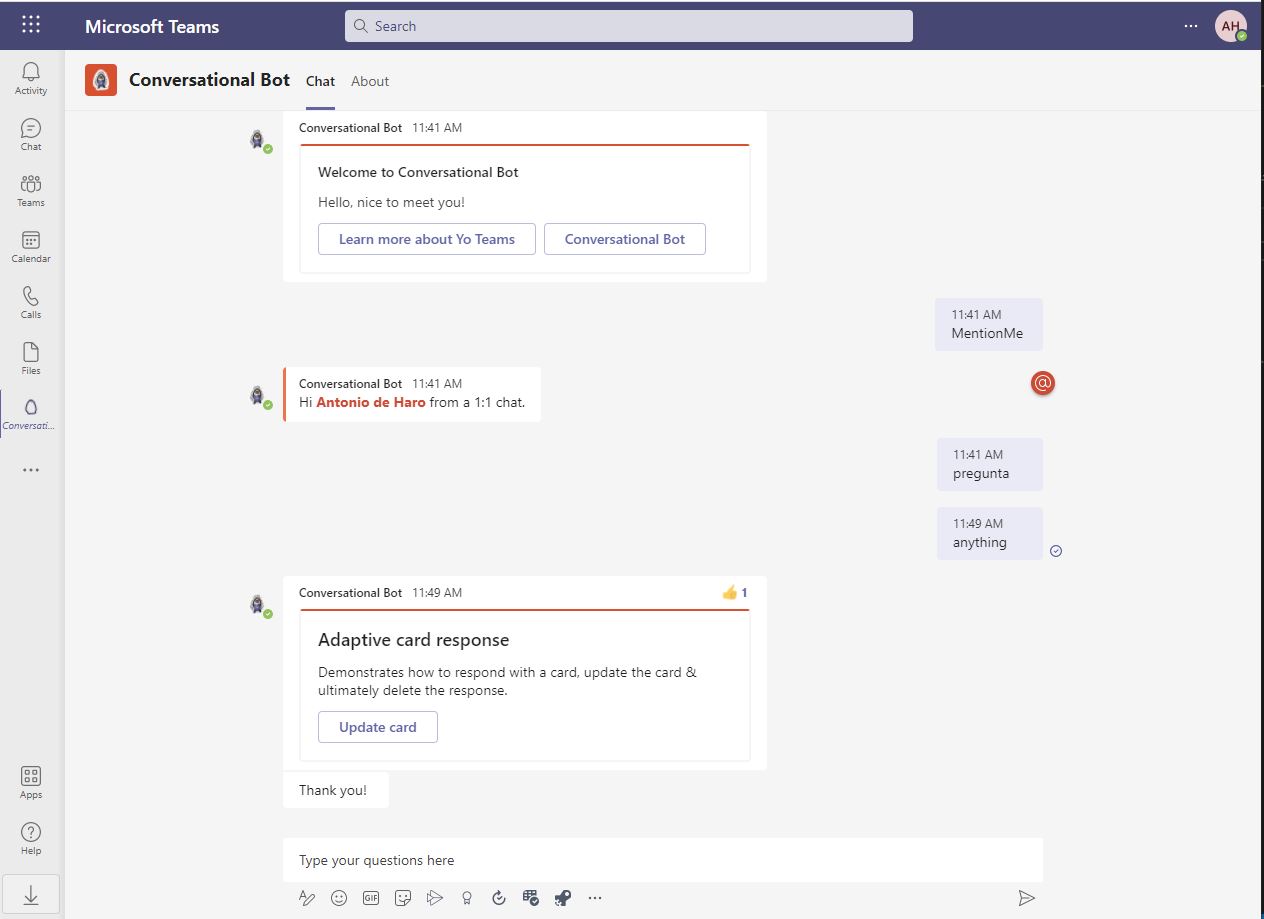 Microsoft Teams
Search
AH
Activity
Chat
Teams
Calendar
Calls
Files
Conversati...
Apps
Help
Conversational Bot Chat About
Conversational Bot 11:41 AM
Welcome to Conversational Bot
Hello, nice to meet you!
Learn more about Yo Teams Conversational Bot
11:41 AM
MentionMe
Conversational Bot 11:41 AM
Hi Antonio de Haro from a 1:1 chat.
@
11:41 AM
pregunta
11:49 AM
anything
Conversational Bot 11:49 AM 1
Adaptive card response
Demonstrates how to respond with a card, update the card &
ultimately delete the response.
Update card
Thank you!
Type your questions here
GIF